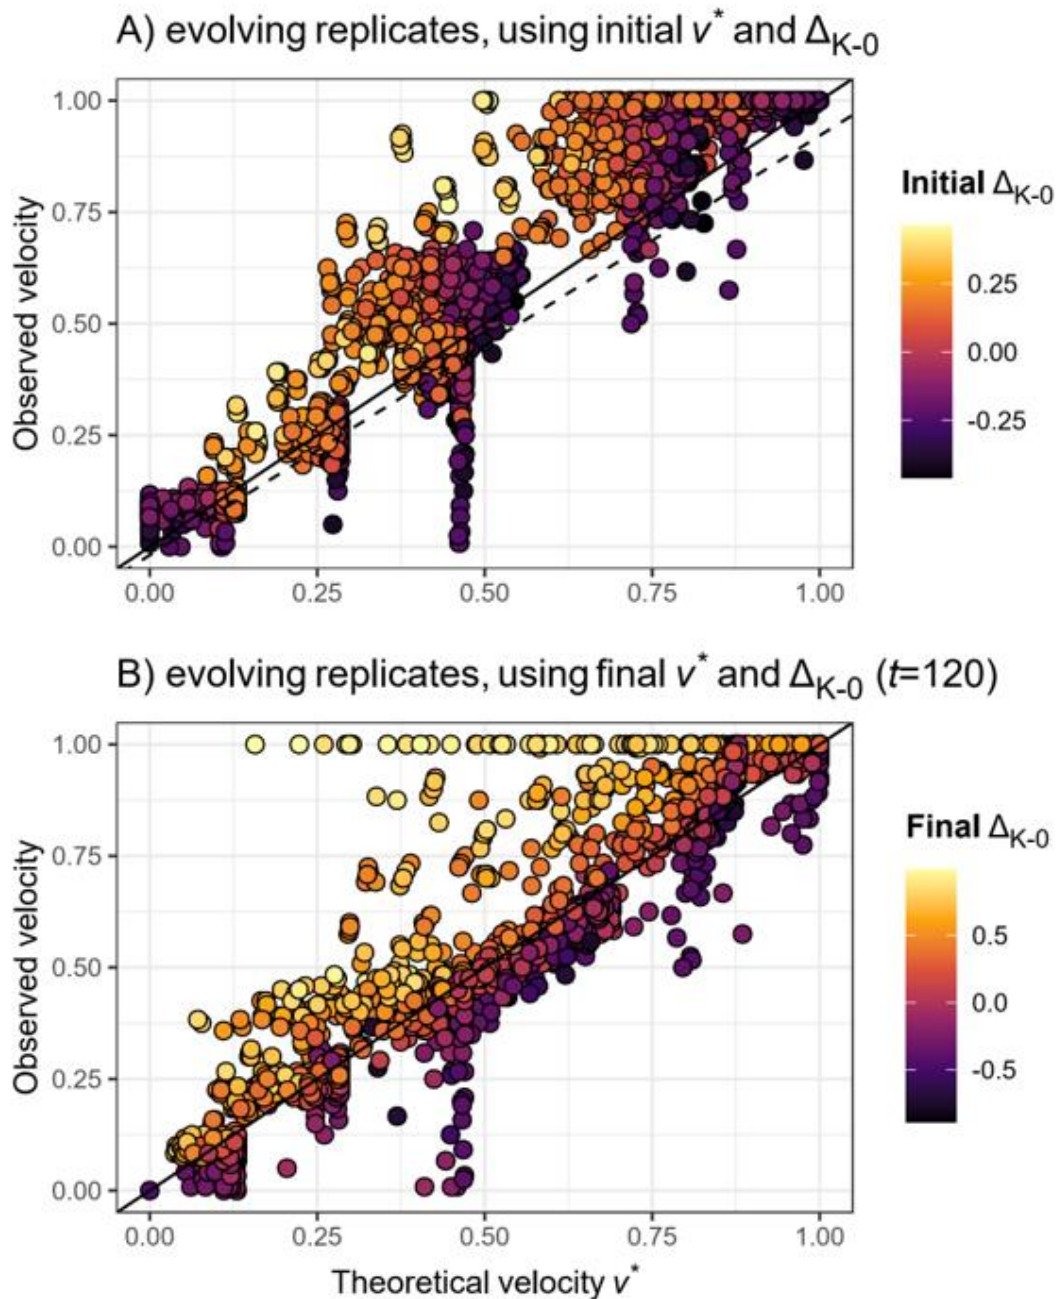 A) evolving replicates, using initial v* and ΔK-0
1.00
0.75
0.50
0.25
0.00
Observed velocity
0.00 0.25 0.50 0.75 1.00
Initial ΔK-0
0.25
0.00
-0.25
B) evolving replicates, using final v* and ΔK-0 (t=120)
1.00
0.75
0.50
0.25
0.00
Observed velocity
0.00 0.25 0.50 0.75 1.00
Theoretical velocity v*
Final ΔK-0
0.5
0.0
-0.5